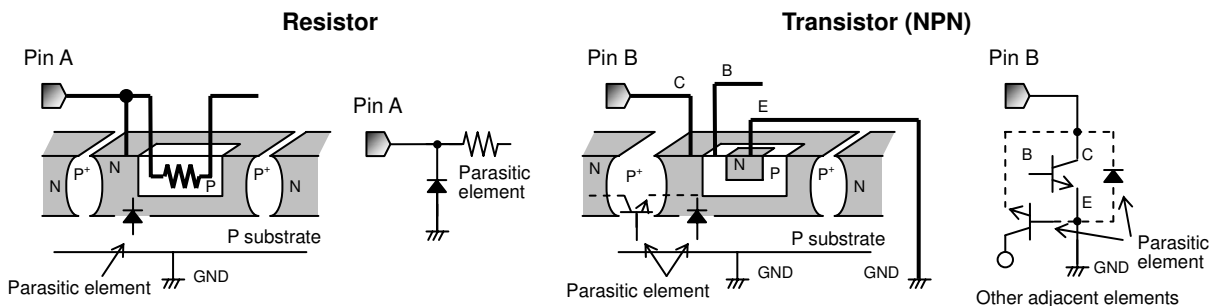 Resistor
Transistor (NPN)
Pin A
Pin A
Pin B
Pin B
C
B
E
B
C
E
N
P+
N
P
P+
N
Parasitic
element
N
P+
N
P
P+
N
P substrate
GND
Parasitic element
P substrate
GND
GND
Parasitic element
Parasitic
element
GND
Other adjacent elements